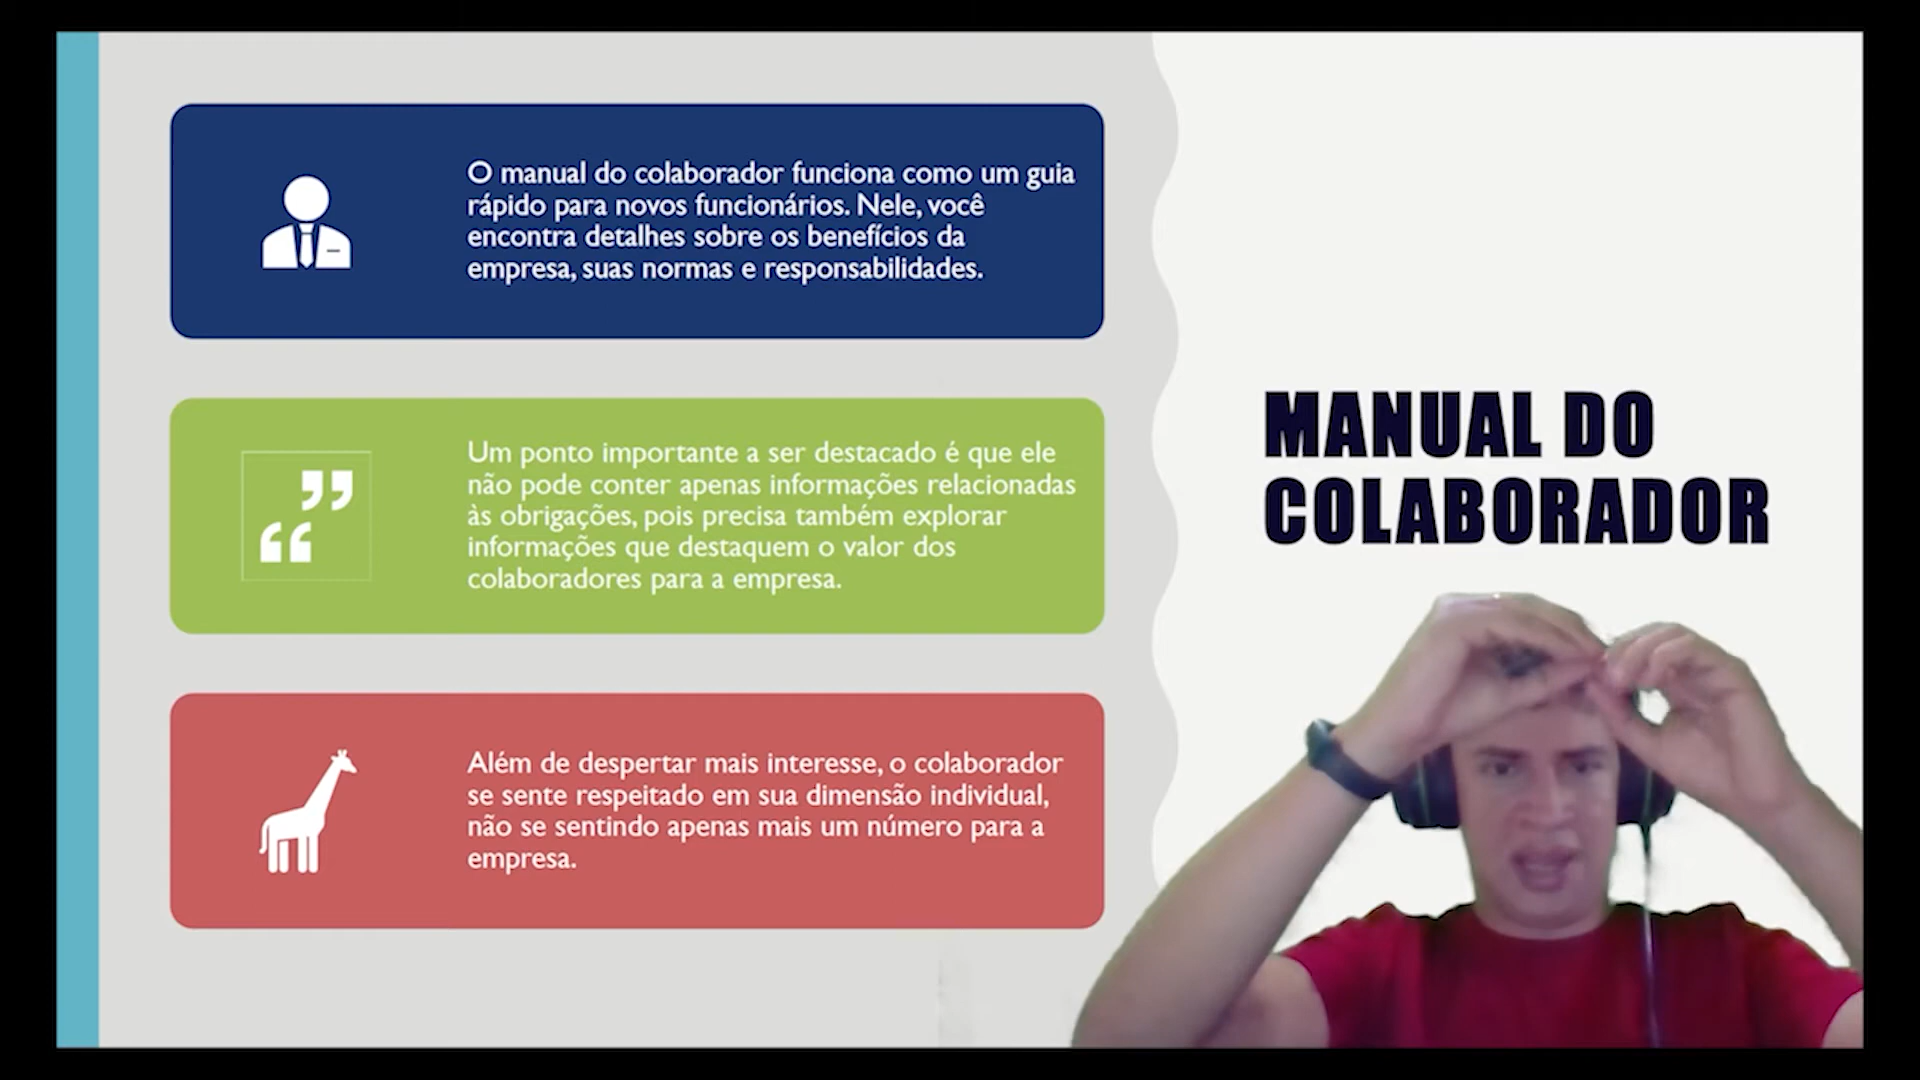 O manual do colaborador funciona como um guia
rápido para novos funcionários. Nele, você
encontra detalhes sobre os benefícios da
empresa, suas normas e responsabilidades.
Um ponto importante a ser destacado é que ele
não pode conter apenas informações relacionadas
às obrigações, pois precisa também explorar
informações que destaquem o valor dos
colaboradores para a empresa.
Além de despertar mais interesse, o colaborador
se sente respeitado em sua dimensão individual,
não se sentindo apenas mais um número para a
empresa.
MANUAL DO
COLABORADOR